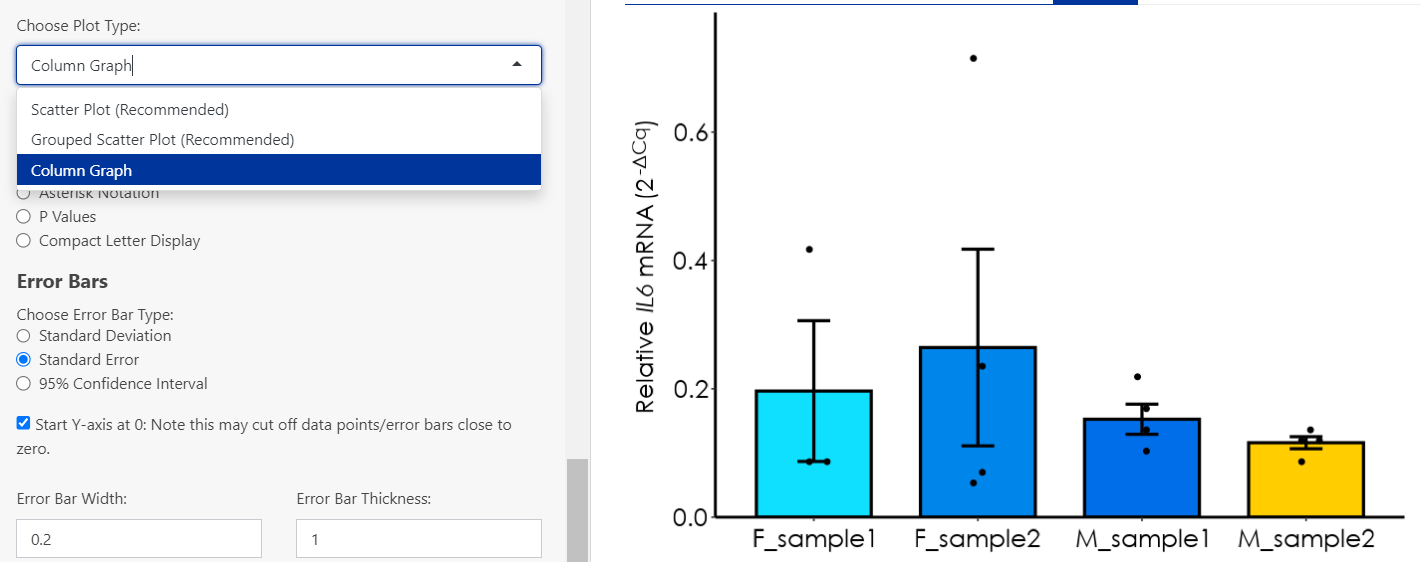 Choose Plot Type:
Column Graph
Scatter Plot (Recommended)
Grouped Scatter Plot (Recommended)
Column Graph
Asterisk Notation
P Values
Compact Letter Display
Error Bars
Choose Error Bar Type:
Standard Deviation
Standard Error
95% Confidence Interval
Start Y-axis at 0: Note this may cut off data points/error bars close to
zero.
Error Bar Width: Error Bar Thickness:
0.2 1
Relative IL6 mRNA (2^-ΔCq)
0.6
0.4
0.2
0.0
F_sample1 F_sample2 M_sample1 M_sample2